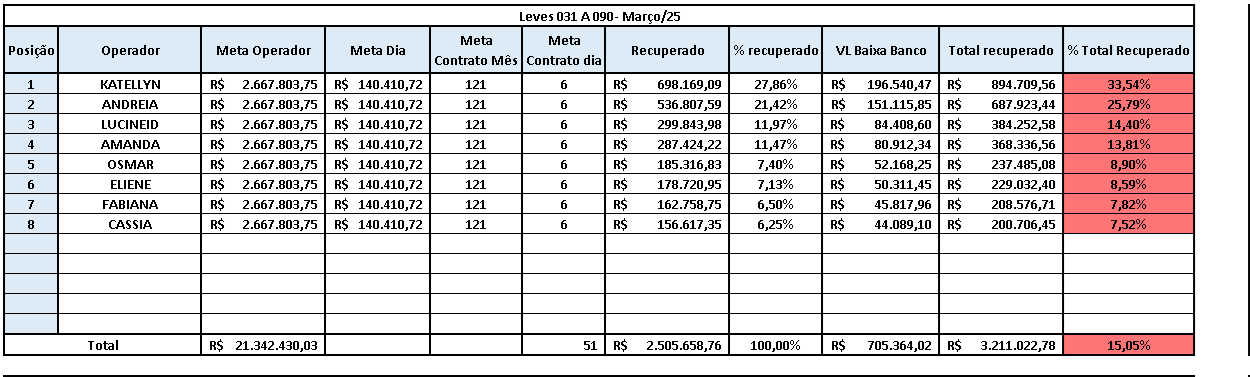 Leves 031 A 090- Março/25
Posição Operador Meta Operador Meta Dia Meta Contrato Mês Meta Contrato dia Recuperado % recuperado VL Baixa Banco Total recuperado % Total Recuperado
1 KATELLYN R$ 2.667.803,75 R$ 140.410,72 121 6 R$ 698.169,09 27,86% R$ 196.540,47 R$ 894.709,56 33,54%
2 ANDREIA R$ 2.667.803,75 R$ 140.410,72 121 6 R$ 536.807,59 21,42% R$ 151.115,85 R$ 687.923,44 25,79%
3 LUCINEID R$ 2.667.803,75 R$ 140.410,72 121 6 R$ 299.843,98 11,97% R$ 84.408,60 R$ 384.252,58 14,40%
4 AMANDA R$ 2.667.803,75 R$ 140.410,72 121 6 R$ 287.424,22 11,47% R$ 80.912,34 R$ 368.336,56 13,81%
5 OSMAR R$ 2.667.803,75 R$ 140.410,72 121 6 R$ 185.316,83 7,40% R$ 52.168,25 R$ 237.485,08 8,90%
6 ELIENE R$ 2.667.803,75 R$ 140.410,72 121 6 R$ 178.720,95 7,13% R$ 50.311,45 R$ 229.032,40 8,59%
7 FABIANA R$ 2.667.803,75 R$ 140.410,72 121 6 R$ 162.758,75 6,50% R$ 45.817,96 R$ 208.576,71 7,82%
8 CASSIA R$ 2.667.803,75 R$ 140.410,72 121 6 R$ 156.617,35 6,25% R$ 44.089,10 R$ 200.706,45 7,52%
Total R$ 21.342.430,03 51 R$ 2.505.658,76 100,00% R$ 705.364,02 R$ 3.211.022,78 15,05%